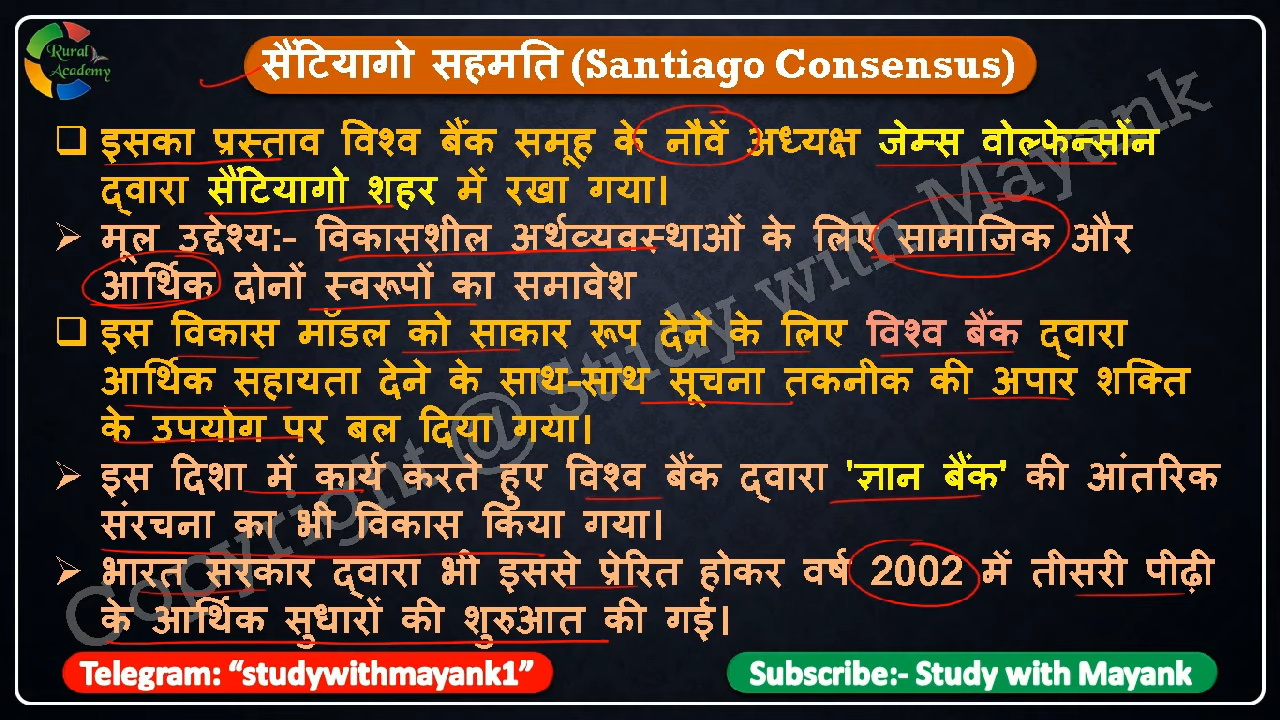 Rural
Academy
सैंटियागो सहमति (Santiago Consensus)
इसका प्रस्ताव विश्व बैंक समूह के नौवें अध्यक्ष जेम्स वोल्फेन्सोंन
द्वारा सैंटियागो शहर में रखा गया।
मूल उद्देश्य:- विकासशील अर्थव्यवस्थाओं के लिए सामाजिक और
आर्थिक दोनों स्वरूपों का समावेश
इस विकास मॉडल को साकार रूप देने के लिए विश्व बैंक द्वारा
आर्थिक सहायता देने के साथ-साथ सूचना तकनीक की अपार शक्ति
के उपयोग पर बल दिया गया।
इस दिशा में कार्य करते हुए विश्व बैंक द्वारा 'ज्ञान बैंक' की आंतरिक
संरचना का भी विकास किया गया।
भारत सरकार द्वारा भी इससे प्रेरित होकर वर्ष 2002 में तीसरी पीढ़ी
के आर्थिक सुधारों की शुरुआत की गई।
Copyright @ Study with Mayank
Telegram: “studywithmayank1”
Subscribe:- Study with Mayank